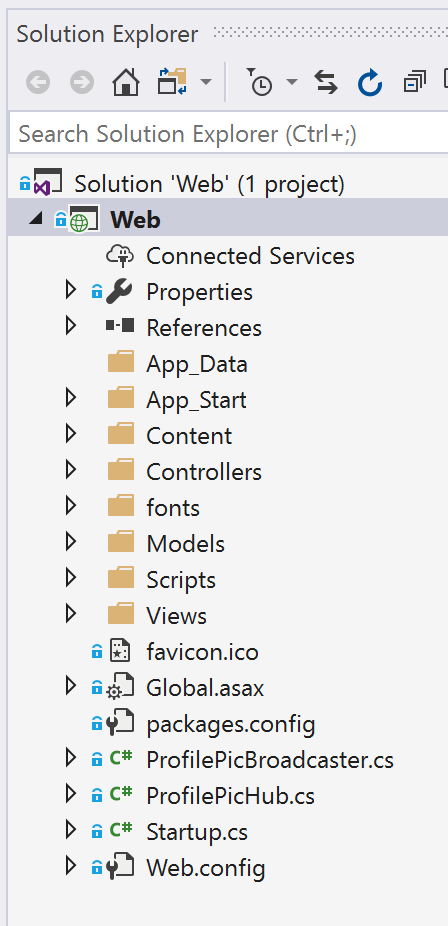 Solution Explorer
Search Solution Explorer (Ctrl+;)
Solution 'Web' (1 project)
Web
Connected Services
Properties
References
App_Data
App_Start
Content
Controllers
fonts
Models
Scripts
Views
favicon.ico
Global.asax
packages.config
C# ProfilePicBroadcaster.cs
C# ProfilePicHub.cs
C# Startup.cs
Web.config